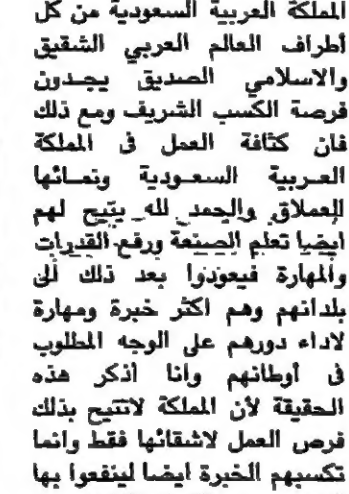 المملكة العربية السعودية من كل
أطراف العالم العربي الشقيق
والاسلامي الصديق يجدون
فرصة الكسب الشريف ومع ذلك
فان كثافة العمل في المملكة
العربية السعودية ونمائها
العملاق والحمد لله يتيح لهم
ايضا تعلم الصنعة ورفع القدرات
والمهارة فيعودوا بعد ذلك الى
بلدانهم وهم اكثر خبرة ومهارة
لاداء دورهم على الوجه المطلوب
في أوطانهم وانا أذكر هذه
الحقيقة لأن المملكة لاتتيح بذلك
فرص العمل لاشقائها فقط وانما
تكسبهم الخبرة ايضا لينفعوا بها